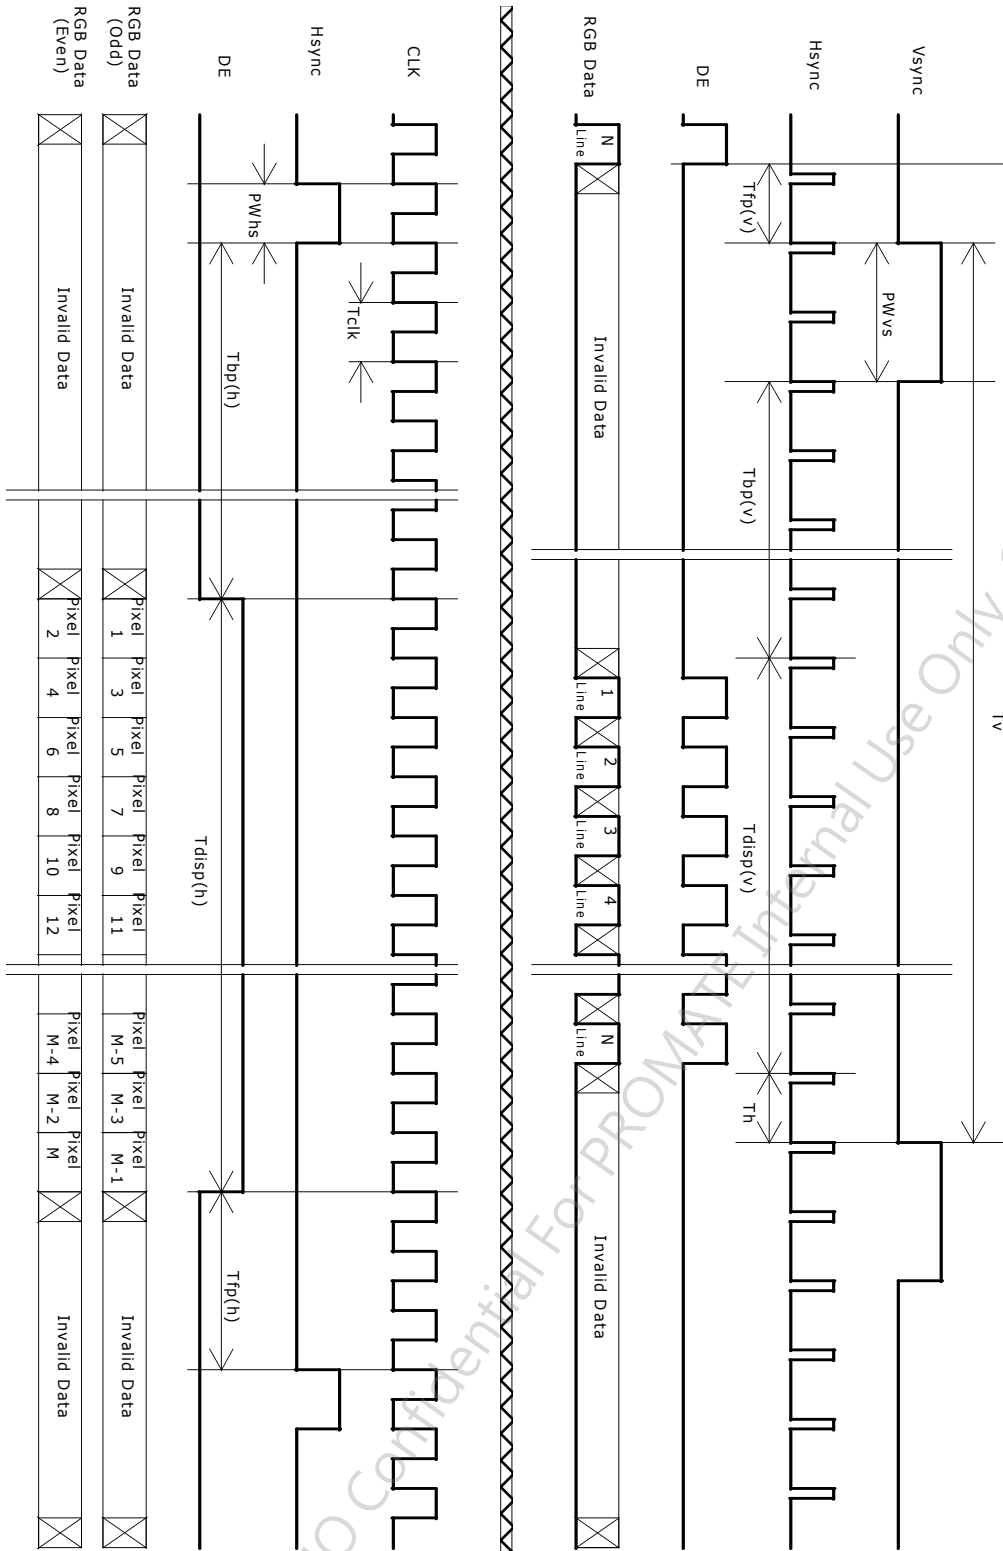 Tv
Vsync
PWvs
Hsync
Tfp(v)
Tbp(v)
Tdisp(v)
Th
DE
RGB Data
N
Line
Invalid Data
1
Line
2
Line
3
Line
4
Line
N
Line
Invalid Data
CLK
Tclk
Hsync
PWhs
DE
Tbp(h)
Tdisp(h)
Tfp(h)
RGB Data
(Odd)
Invalid Data
Pixel
1
Pixel
3
Pixel
5
Pixel
7
Pixel
9
Pixel
11
Pixel
M-5
Pixel
M-3
Pixel
M-1
Invalid Data
RGB Data
(Even)
Invalid Data
Pixel
2
Pixel
4
Pixel
6
Pixel
8
Pixel
10
Pixel
12
Pixel
M-4
Pixel
M-2
Pixel
M
Invalid Data
Confidential For PROMATE Internal Use Only